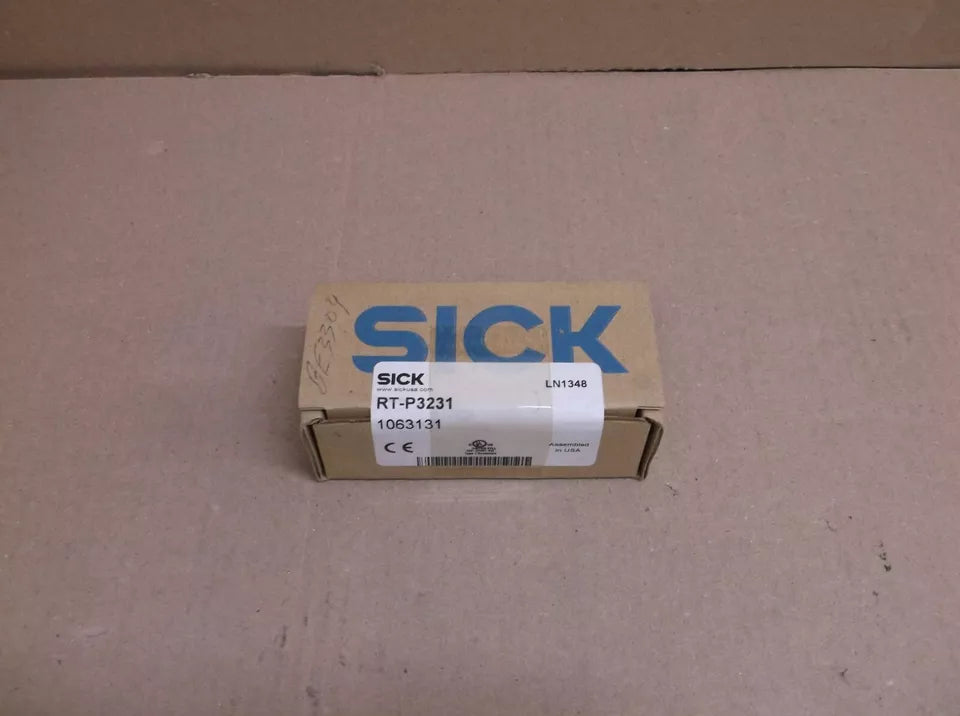 SICK
SICK
LN1348
www.sickusa.com
RT-P3231
1063131
CE
Assembled
in USA